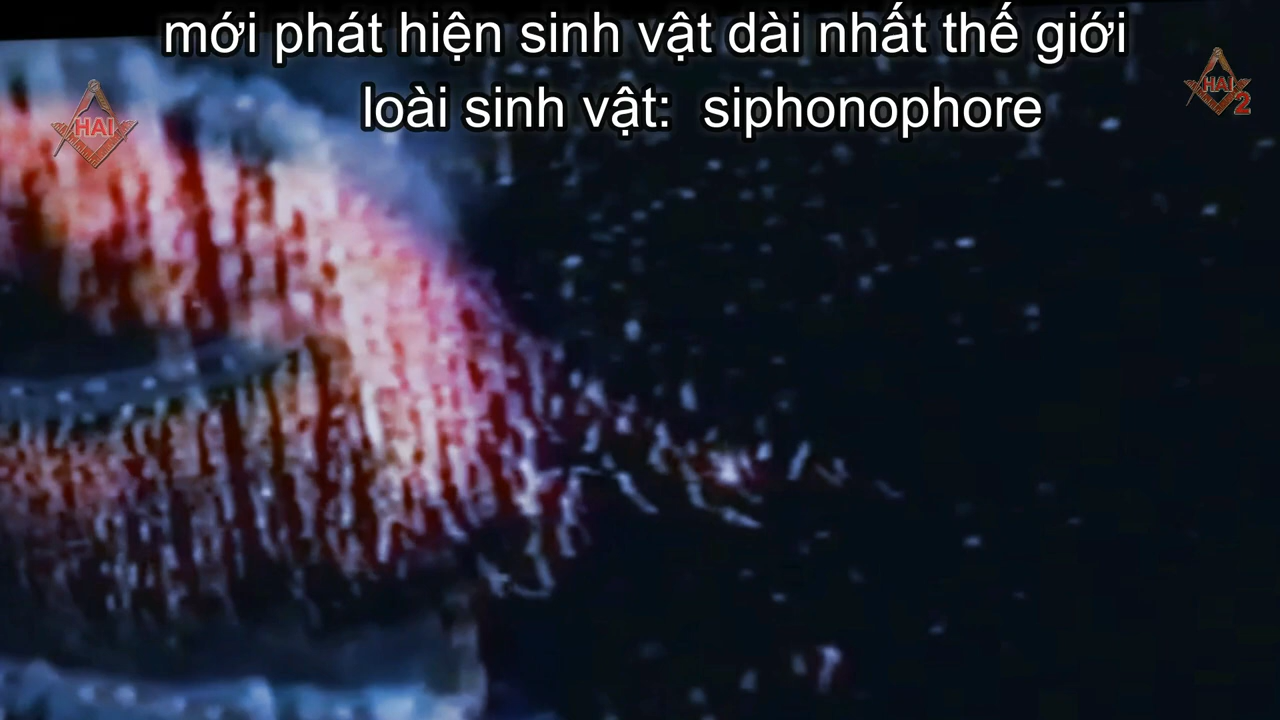 mới phát hiện sinh vật dài nhất thế giới
loài sinh vật: siphonophore
HAI
HAI
2